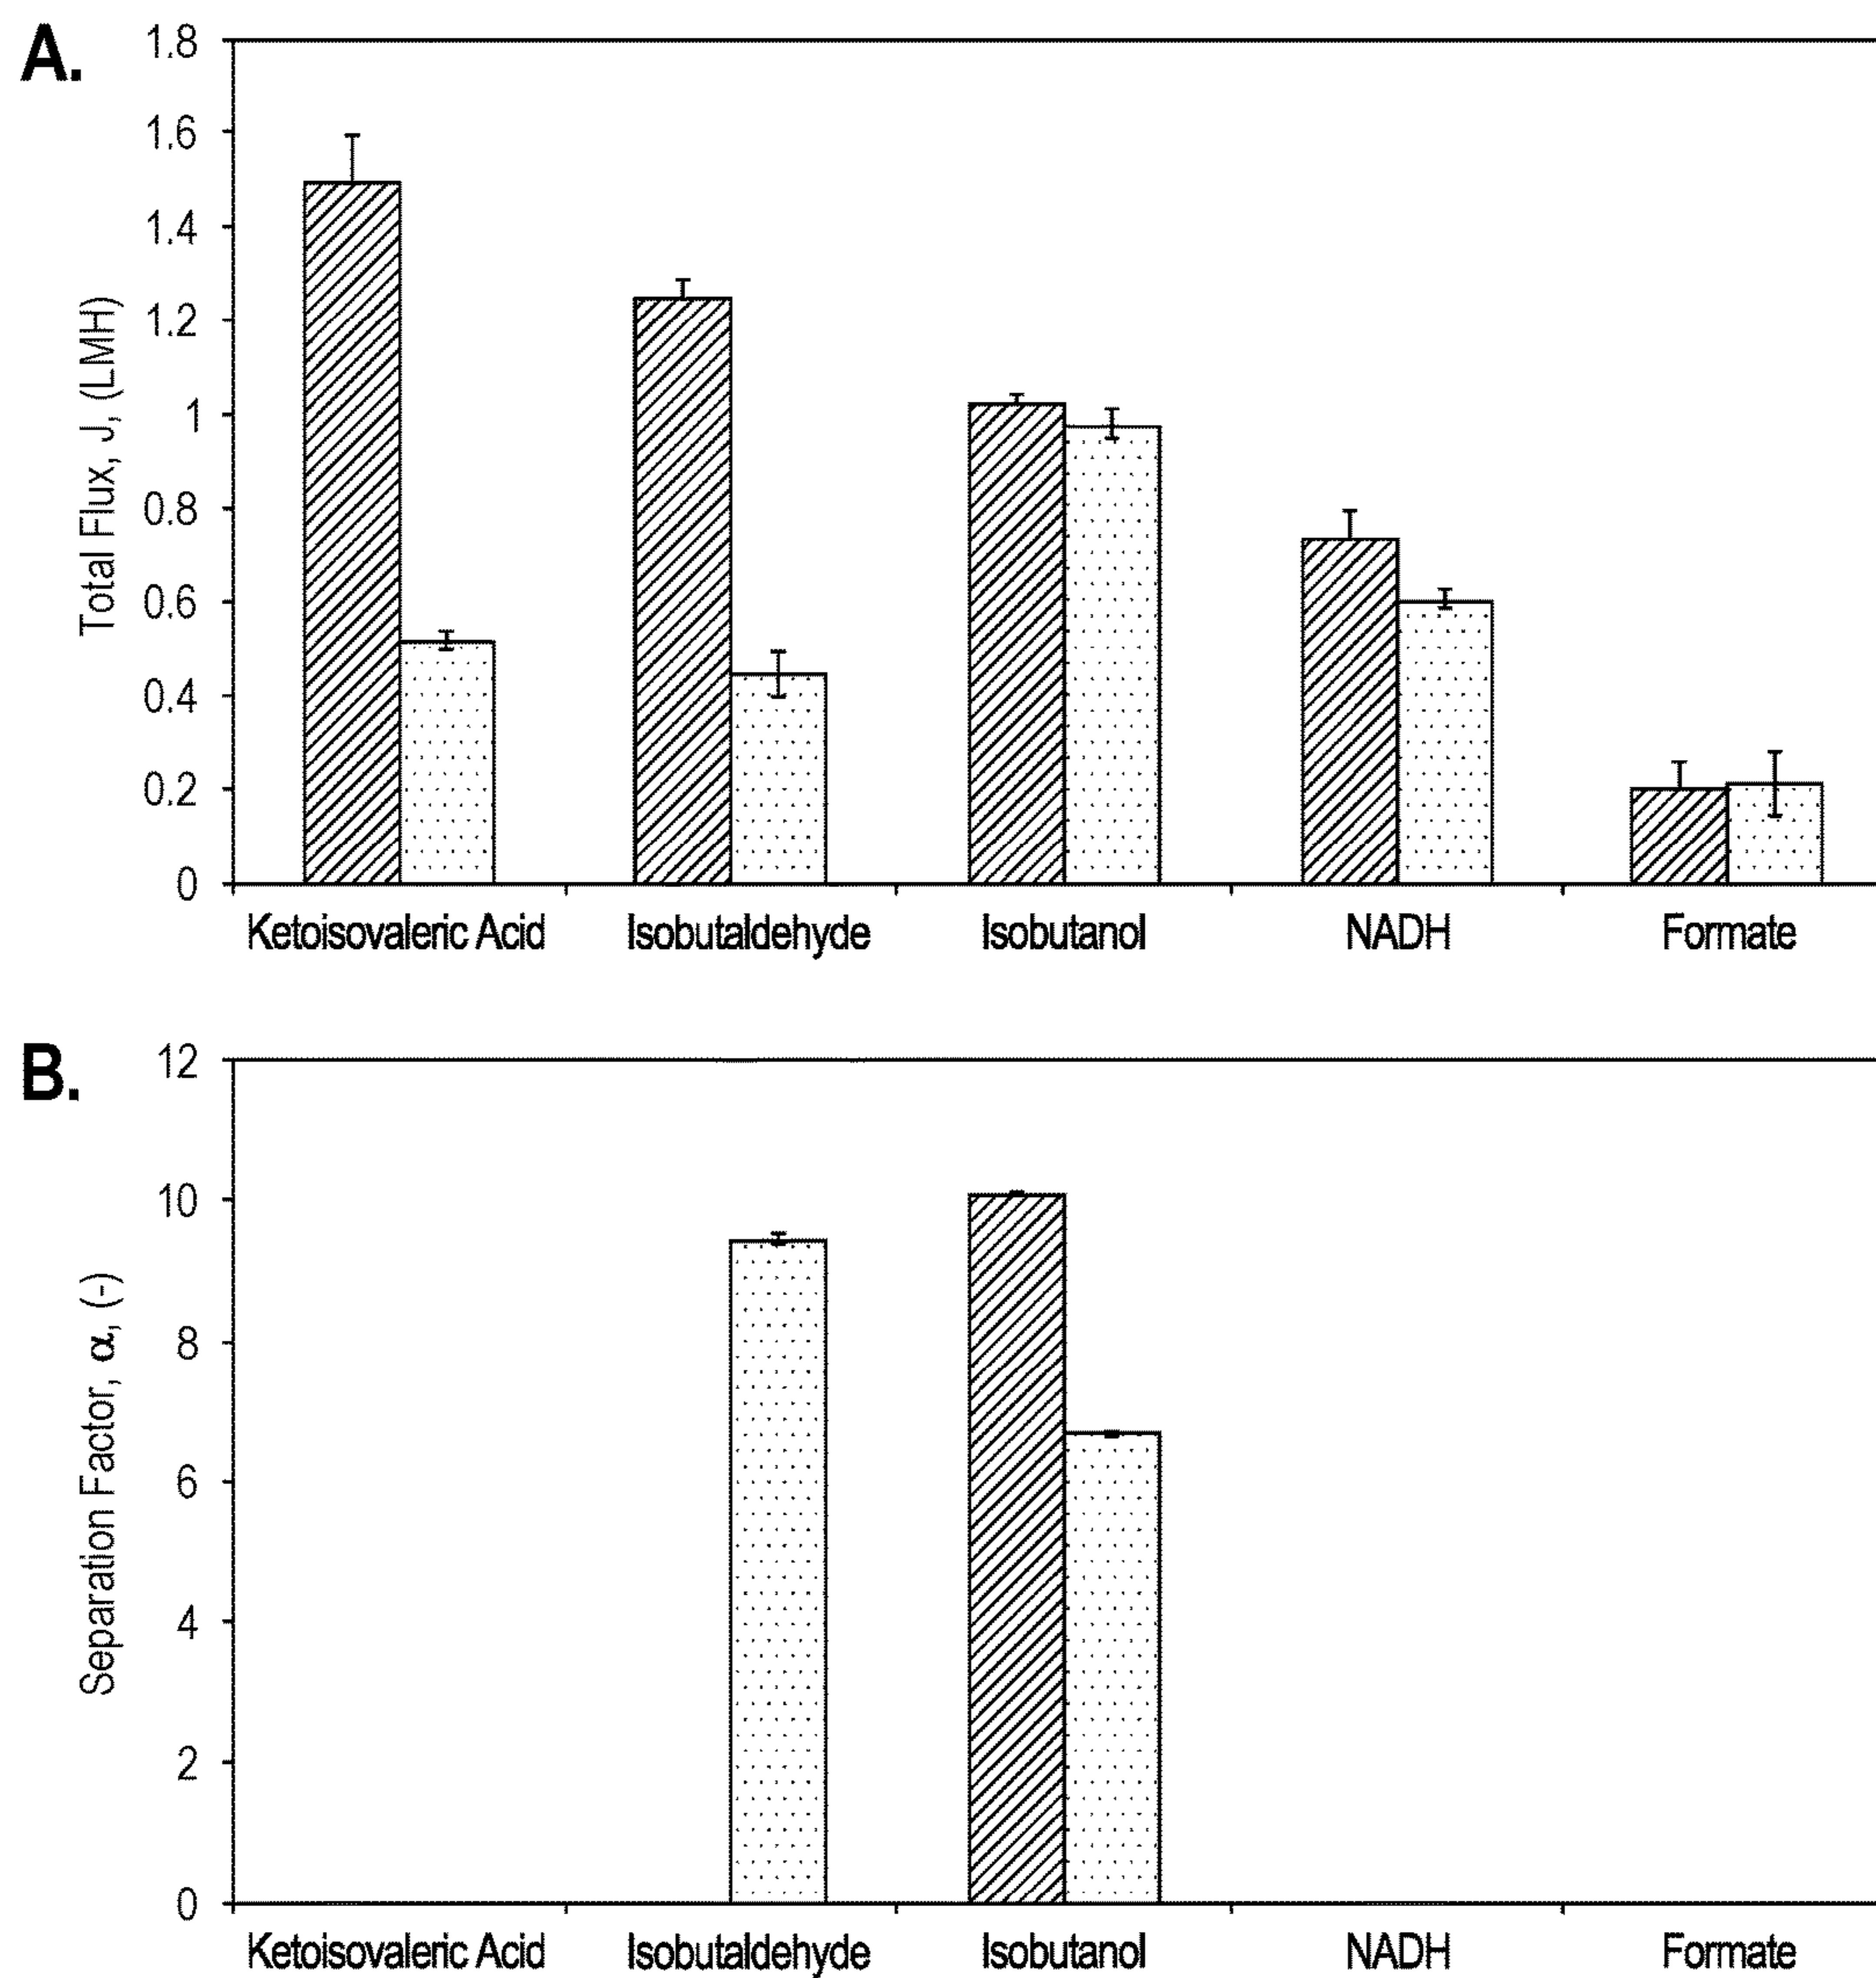 A.
Total Flux, J, (LMH)
1.8
1.6
1.4
1.2
1
0.8
0.6
0.4
0.2
0
Ketoisovaleric Acid Isobutaldehyde Isobutanol NADH Formate
B.
Separation Factor, α, (-)
12
10
8
6
4
2
0
Ketoisovaleric Acid Isobutaldehyde Isobutanol NADH Formate